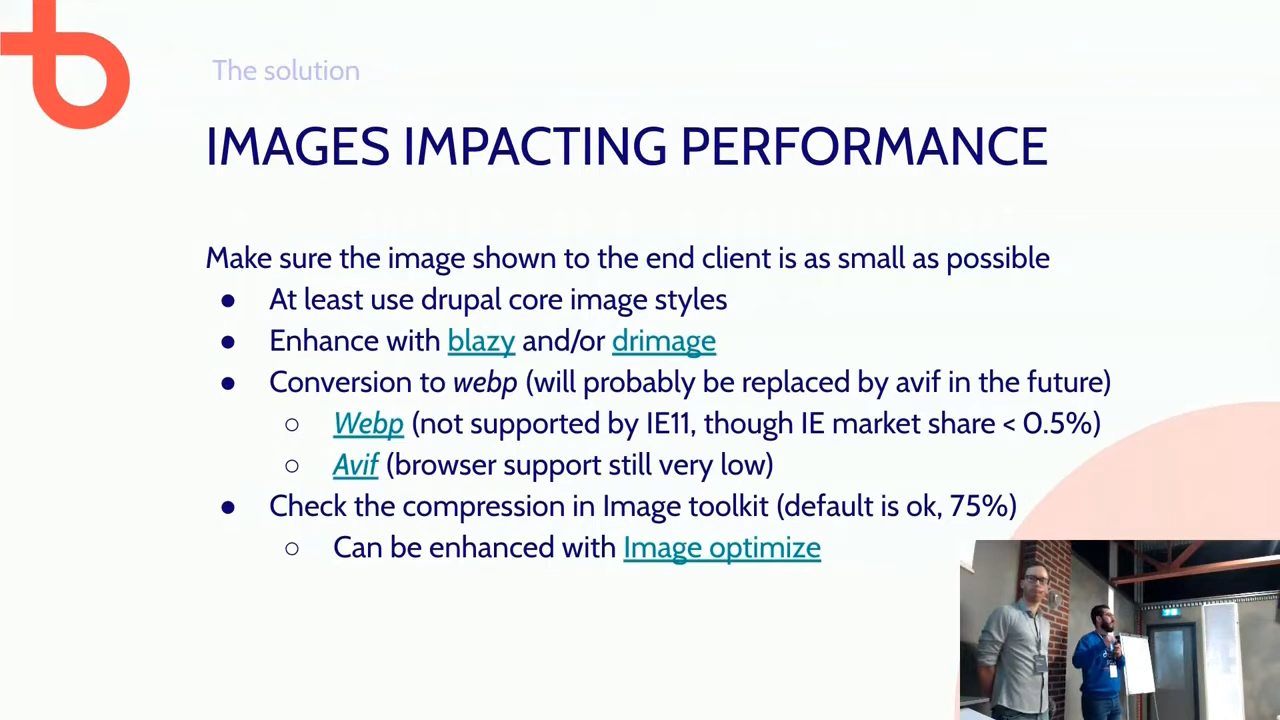 The solution
IMAGES IMPACTING PERFORMANCE
Make sure the image shown to the end client is as small as possible
● At least use drupal core image styles
● Enhance with blazy and/or drimage
● Conversion to webp (will probably be replaced by avif in the future)
○ Webp (not supported by IE11, though IE market share < 0.5%)
○ Avif (browser support still very low)
● Check the compression in Image toolkit (default is ok, 75%)
○ Can be enhanced with Image optimize